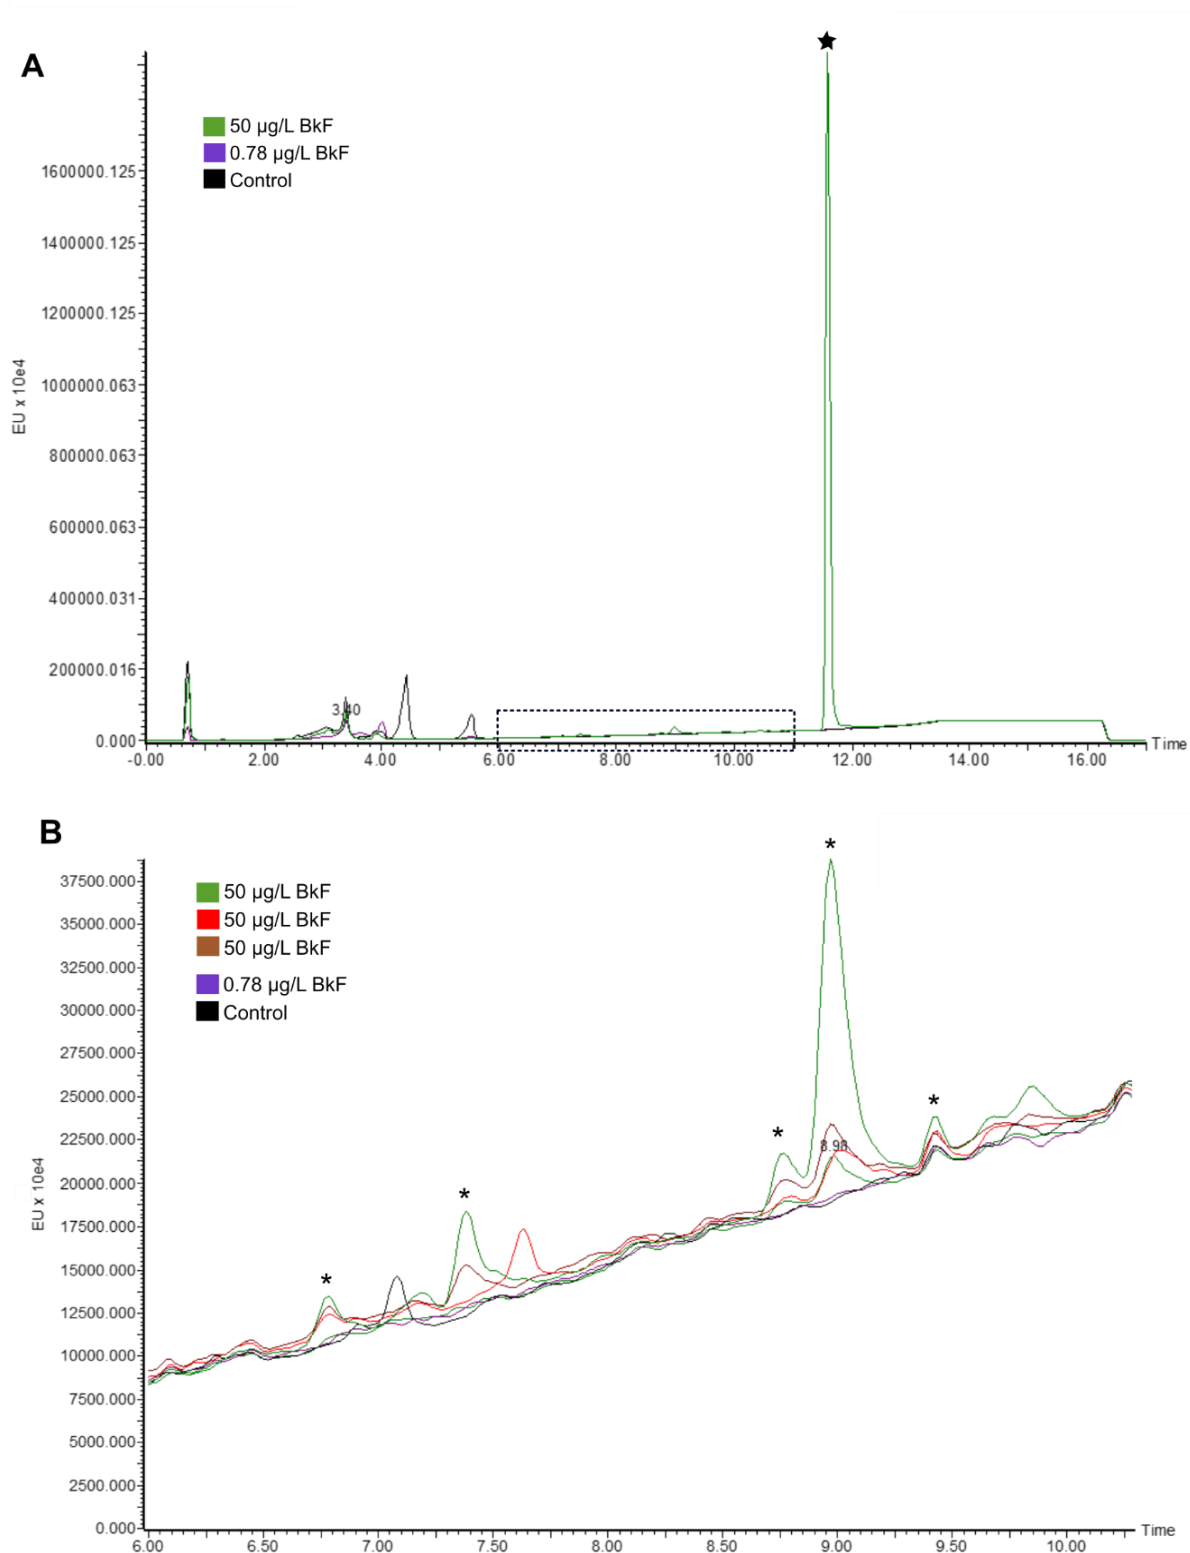 A
50 µg/L BkF
0.78 µg/L BkF
Control
EU x 10e4
1600000.125
1400000.125
1200000.125
1000000.063
800000.063
600000.063
400000.031
200000.016
0.000
3.40
-0.00 2.00 4.00 6.00 8.00 10.00 12.00 14.00 16.00 Time
B
50 µg/L BkF
50 µg/L BkF
50 µg/L BkF
0.78 µg/L BkF
Control
EU x 10e4
37500.000
35000.000
32500.000
30000.000
27500.000
25000.000
22500.000
20000.000
17500.000
15000.000
12500.000
10000.000
7500.000
5000.000
2500.000
0.000
*
*
*
*
*
8.98
6.00 6.50 7.00 7.50 8.00 8.50 9.00 9.50 10.00 Time